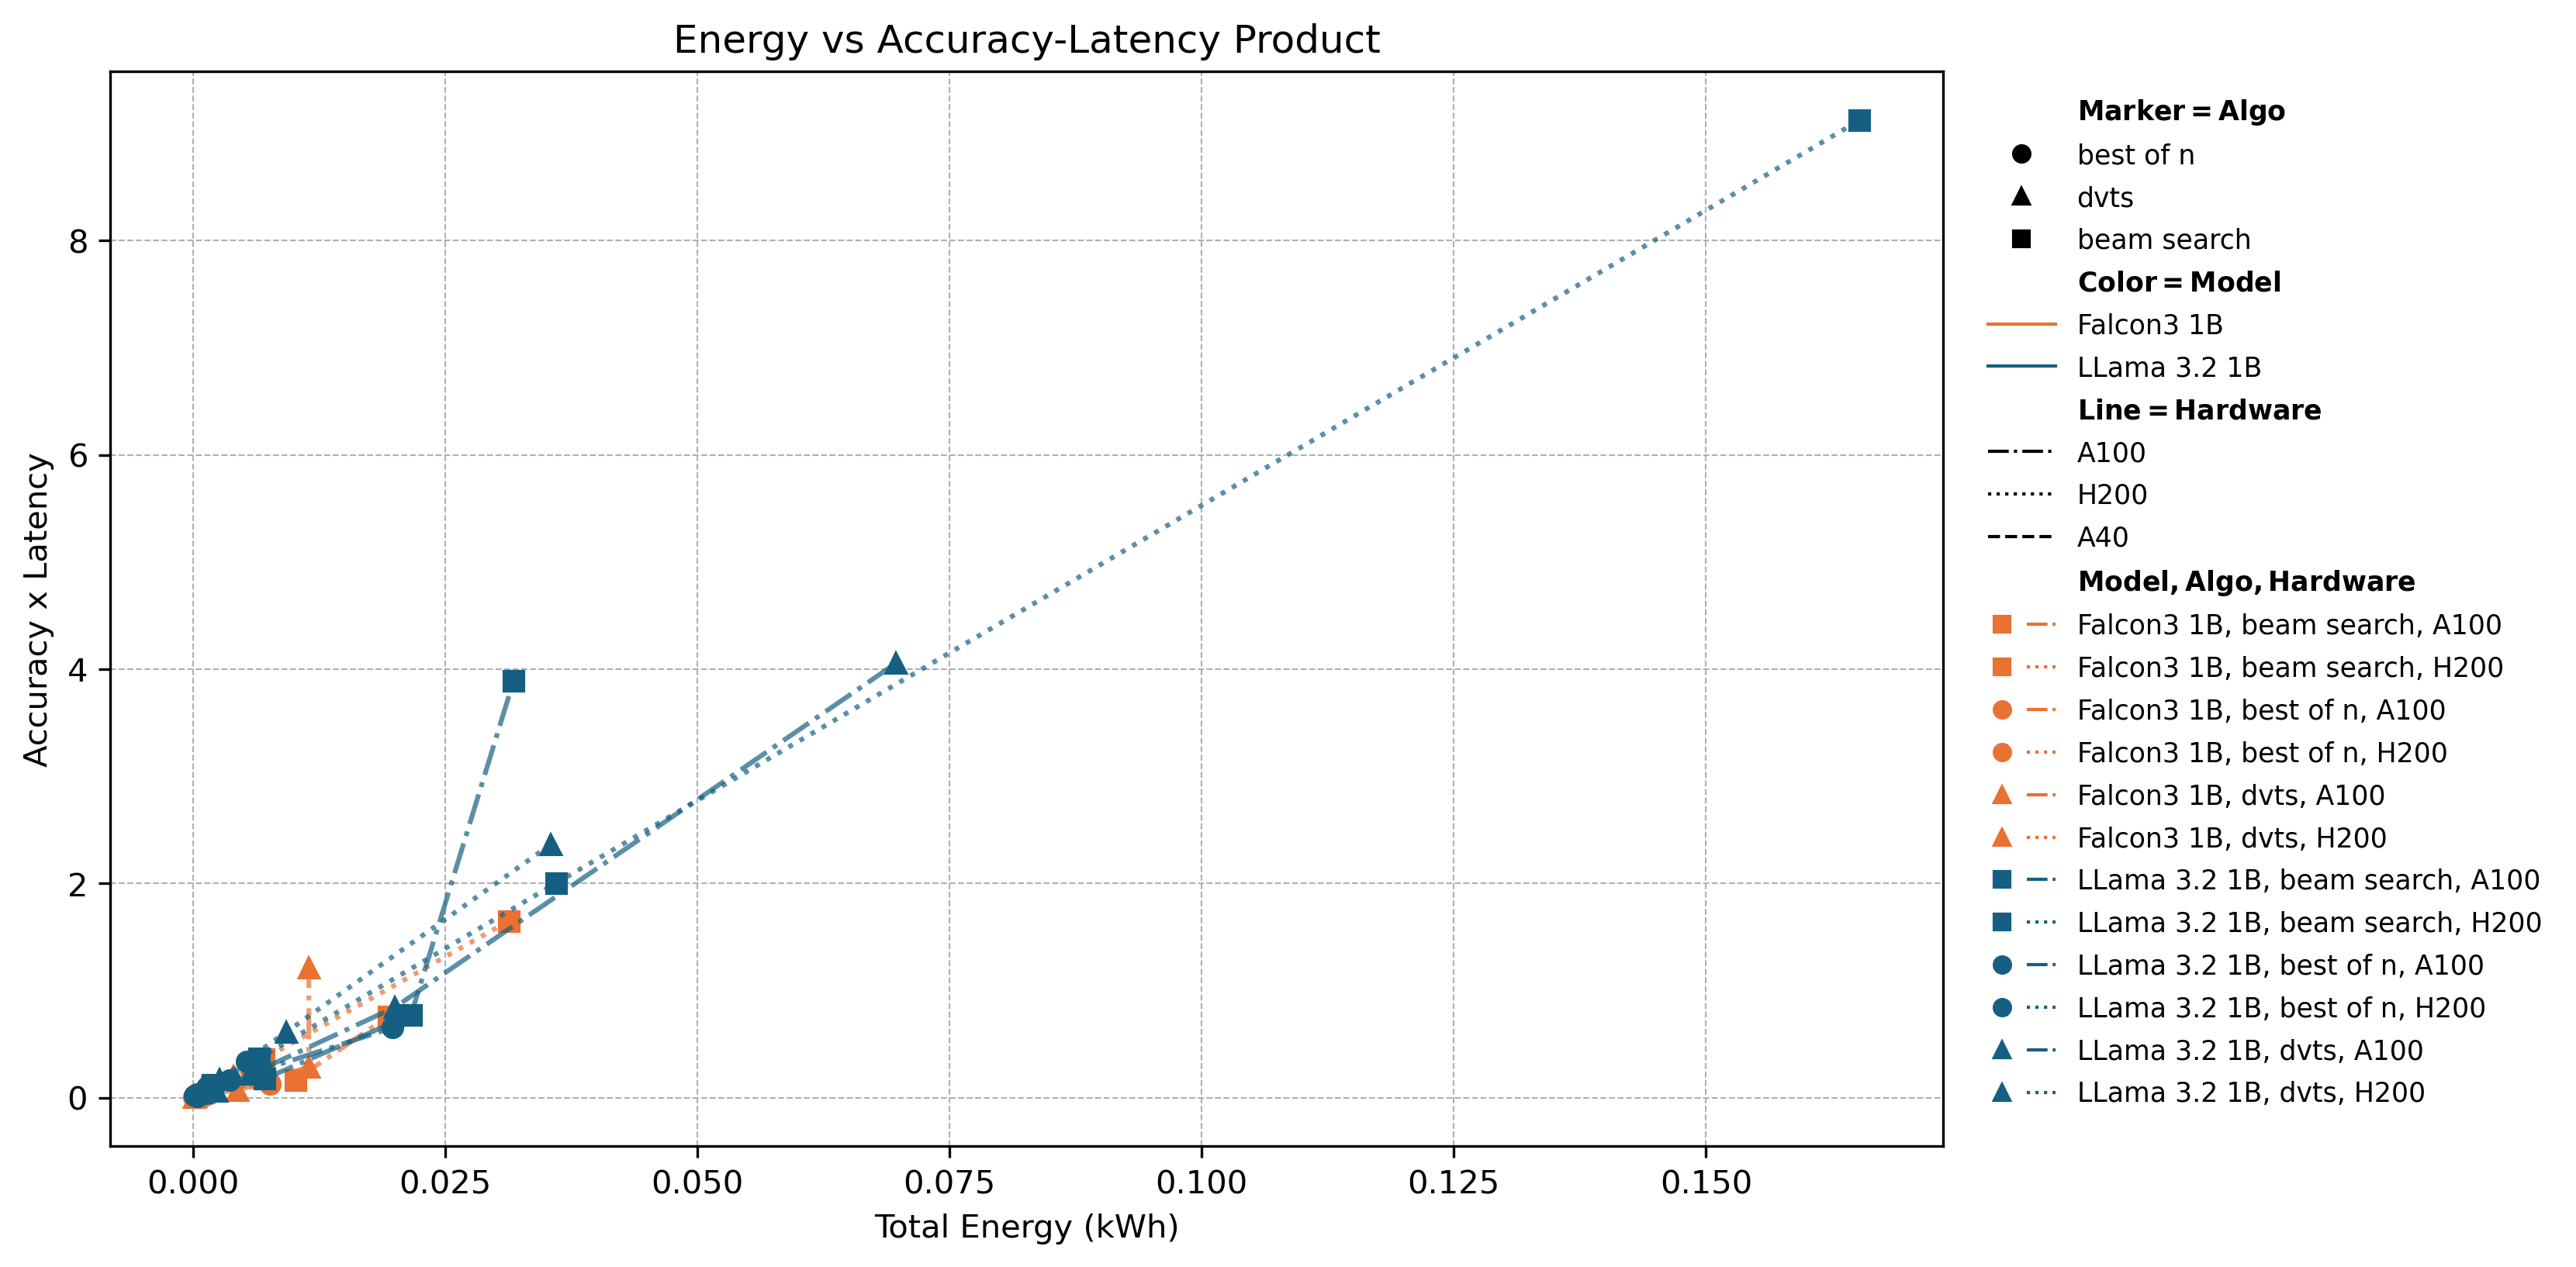 Energy vs Accuracy-Latency Product
Accuracy x Latency
8
6
4
2
0
0.000
0.025
0.050
0.075
0.100
0.125
0.150
Total Energy (kWh)
Marker = Algo
best of n
dvts
beam search
Color = Model
Falcon3 1B
LLama 3.2 1B
Line = Hardware
A100
H200
A40
Model, Algo, Hardware
Falcon3 1B, beam search, A100
Falcon3 1B, beam search, H200
Falcon3 1B, best of n, A100
Falcon3 1B, best of n, H200
Falcon3 1B, dvts, A100
Falcon3 1B, dvts, H200
LLama 3.2 1B, beam search, A100
LLama 3.2 1B, beam search, H200
LLama 3.2 1B, best of n, A100
LLama 3.2 1B, best of n, H200
LLama 3.2 1B, dvts, A100
LLama 3.2 1B, dvts, H200